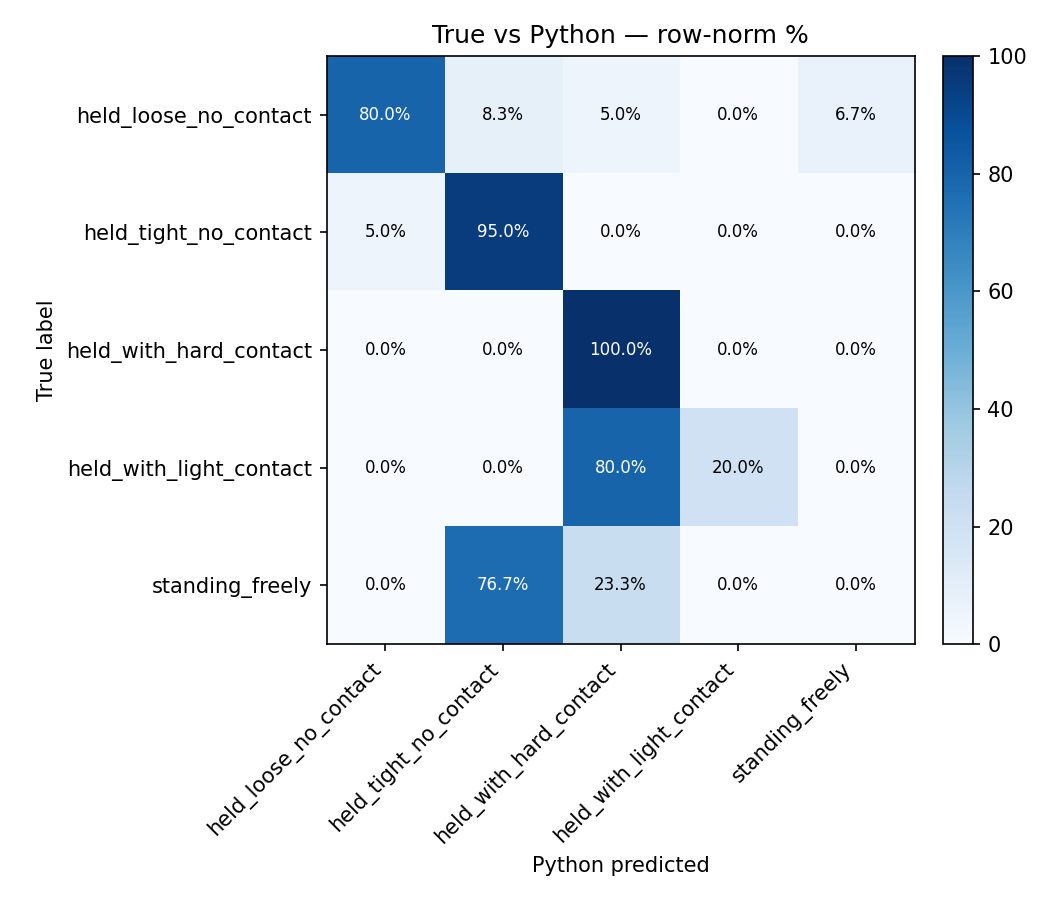 True vs Python — row-norm %
held_loose_no_contact 80.0% 8.3% 5.0% 0.0% 6.7%
held_tight_no_contact 5.0% 95.0% 0.0% 0.0% 0.0%
held_with_hard_contact 0.0% 0.0% 100.0% 0.0% 0.0%
held_with_light_contact 0.0% 0.0% 80.0% 20.0% 0.0%
standing_freely 0.0% 76.7% 23.3% 0.0% 0.0%
True label
held_loose_no_contact
held_tight_no_contact
held_with_hard_contact
held_with_light_contact
standing_freely
Python predicted
100
80
60
40
20
0